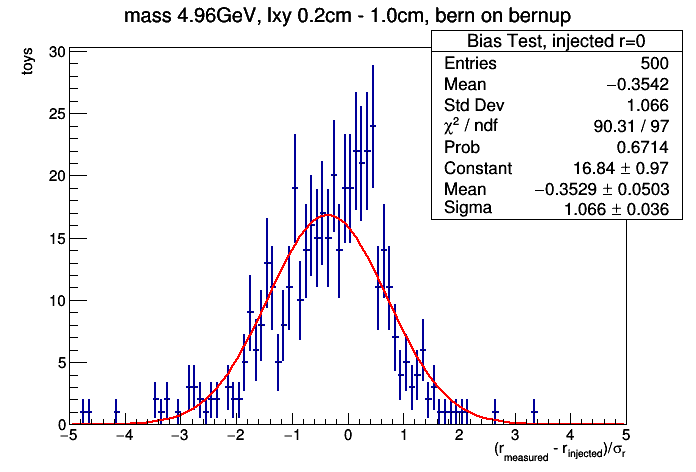 mass 4.96GeV, lxy 0.2cm - 1.0cm, bern on bernup
Bias Test, injected r=0
Entries 500
Mean −0.3542
Std Dev 1.066
χ² / ndf 90.31 / 97
Prob 0.6714
Constant 16.84 ± 0.97
Mean −0.3529 ± 0.0503
Sigma 1.066 ± 0.036
toys
30
25
20
15
10
5
0
−5 −4 −3 −2 −1 0 1 2 3 4 5
(r_measured - r_injected)/σ_r